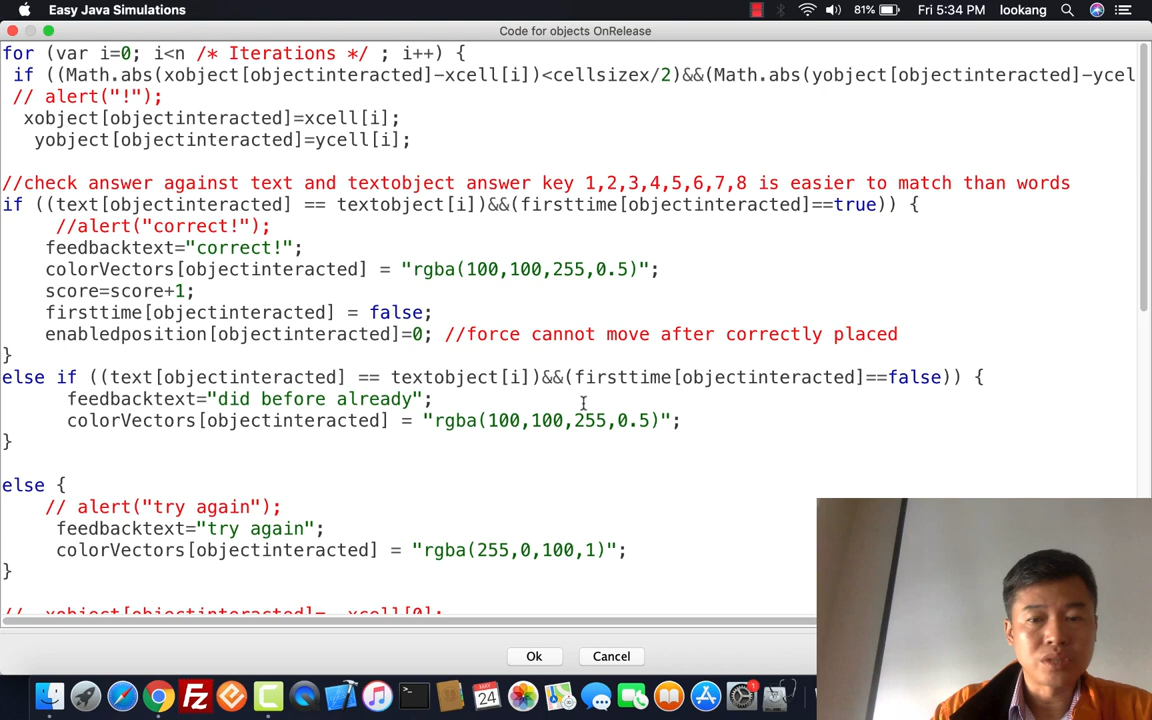 Easy Java Simulations
81%
Fri 5:34 PM lookang
Code for objects OnRelease
for (var i=0; i<n /* Iterations */ ; i++) {
if ((Math.abs(xobject[objectinteracted]-xcell[i])<cellsizex/2)&&(Math.abs(yobject[objectinteracted]-ycel
// alert("!");
xobject[objectinteracted]=xcell[i];
yobject[objectinteracted]=ycell[i];
//check answer against text and textobject answer key 1,2,3,4,5,6,7,8 is easier to match than words
if ((text[objectinteracted] == textobject[i])&&(firsttime[objectinteracted]==true)) {
//alert("correct!");
feedbacktext="correct!";
colorVectors[objectinteracted] = "rgba(100,100,255,0.5)";
score=score+1;
firsttime[objectinteracted] = false;
enabledposition[objectinteracted]=0; //force cannot move after correctly placed
}
else if ((text[objectinteracted] == textobject[i])&&(firsttime[objectinteracted]==false)) {
feedbacktext="did before already";
colorVectors[objectinteracted] = "rgba(100,100,255,0.5)";
}
else {
// alert("try again");
feedbacktext="try again";
colorVectors[objectinteracted] = "rgba(255,0,100,1)";
}
// xobject[objectinteracted]= xcell[0];
Ok
Cancel
MAY
24
1